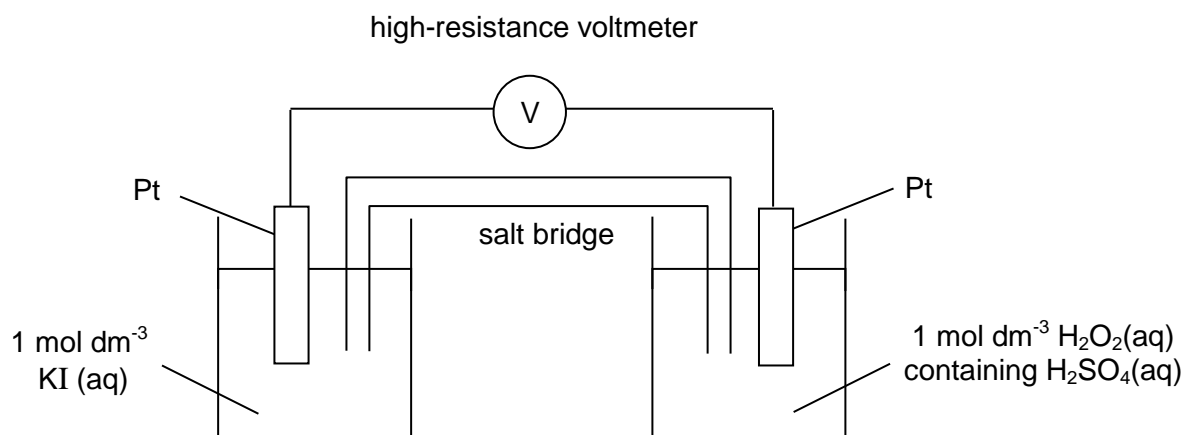 high-resistance voltmeter
V
Pt
Pt
salt bridge
1 mol dm⁻³
KI (aq)
1 mol dm⁻³ H₂O₂(aq)
containing H₂SO₄(aq)